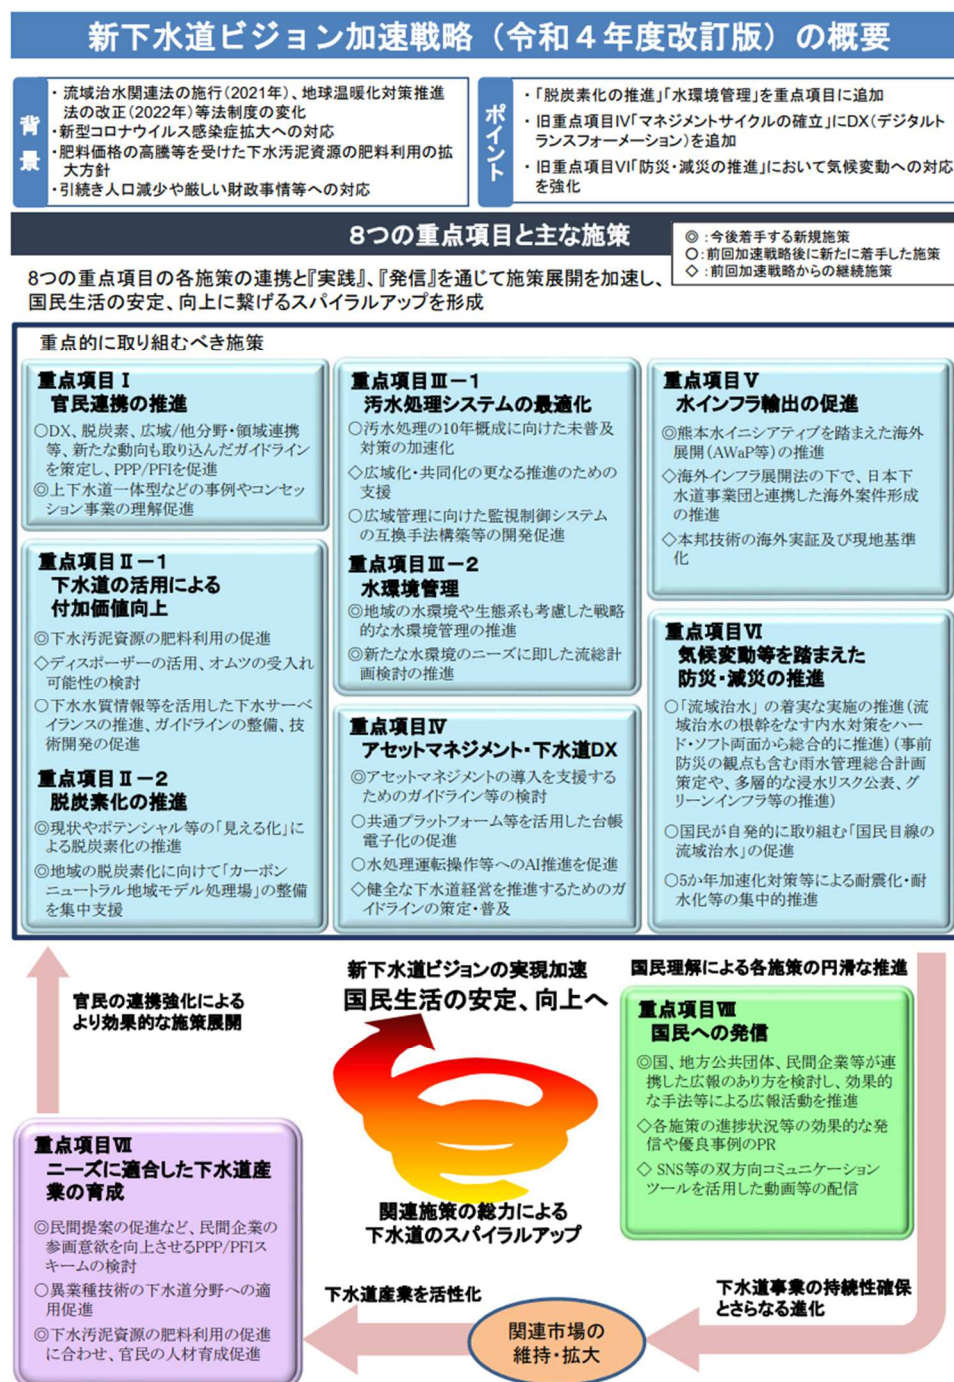 新下水道ビジョン加速戦略（令和４年度改訂版）の概要
背景
・流域治水関連法の施行(2021年)、地球温暖化対策推進
法の改正(2022年)等法制度の変化
・新型コロナウイルス感染症拡大への対応
・肥料価格の高騰等を受けた下水汚泥資源の肥料利用の拡
大方針
・引続き人口減少や厳しい財政事情等への対応
ポイント
・「脱炭素化の推進」「水環境管理」を重点項目に追加
・旧重点項目Ⅳ「マネジメントサイクルの確立」にDX（デジタルト
ランスフォーメーション）を追加
・旧重点項目Ⅵ「防災・減災の推進」において気候変動への対応
を強化
８つの重点項目と主な施策
◎：今後着手する新規施策
○：前回加速戦略後に新たに着手した施策
◇：前回加速戦略からの継続施策
8つの重点項目の各施策の連携と『実践』、『発信』を通じて施策展開を加速し、
国民生活の安定、向上に繋げるスパイラルアップを形成
重点的に取り組むべき施策
重点項目Ⅰ
官民連携の推進
○DX、脱炭素、広域/他分野・領域連携
等、新たな動向も取り込んだガイドライン
を策定し、PPP/PFIを促進
◎上下水道一体型などの事例やコンセッ
ション事業の理解促進
重点項目Ⅱ－1
下水道の活用による
付加価値向上
◎下水汚泥資源の肥料利用の促進
◇ディスポーザーの活用、オムツの受入れ
可能性の検討
○下水水質情報等を活用した下水サーベ
イランスの推進、ガイドラインの整備、技
術開発の促進
重点項目Ⅱ－2
脱炭素化の推進
◎現状やポテンシャル等の「見える化」によ
る脱炭素化の推進
◎地域の脱炭素化に向けて「カーボン
ニュートラル地域モデル処理場」の整備
を集中支援
重点項目Ⅲ－1
汚水処理システムの最適化
○汚水処理の10年概成に向けた未普及
対策の加速化
◇広域化・共同化の更なる推進のための
支援
○広域管理に向けた監視制御システム
の互換手法構築等の開発促進
重点項目Ⅲ－2
水環境管理
◎地域の水環境や生態系も考慮した戦略
的な水環境管理の推進
◎新たな水環境のニーズに即した流総計
画検討の推進
重点項目Ⅳ
アセットマネジメント・下水道DX
◎アセットマネジメントの導入を支援する
ためのガイドライン等の検討
○共通プラットフォーム等を活用した台帳
電子化の促進
○水処理運転操作等へのAI推進を促進
◇健全な下水道経営を推進するためのガ
イドラインの策定・普及
重点項目Ⅴ
水インフラ輸出の促進
◎熊本水イニシアティブを踏まえた海外
展開（AWaP等）の推進
◇海外インフラ展開法の下で、日本下
水道事業団と連携した海外案件形成
の推進
◇本邦技術の海外実証及び現地基準
化
重点項目Ⅵ
気候変動等を踏まえた
防災・減災の推進
○「流域治水」の着実な実施の推進（流
域治水の根幹をなす内水対策をハー
ド・ソフト両面から総合的に推進）（事前
防災の観点も含む雨水管理総合計画
策定や、多層的な浸水リスク公表、グ
リーンインフラ等の推進）
○国民が自発的に取り組む「国民目線の
流域治水」の促進
○5か年加速化対策等による耐震化・耐
水化等の集中的推進
官民の連携強化による
より効果的な施策展開
新下水道ビジョンの実現加速
国民生活の安定、向上へ
国民理解による各施策の円滑な推進
重点項目Ⅷ
国民への発信
◎国、地方公共団体、民間企業等が連
携した広報のあり方を検討し、効果的
な手法等による広報活動を推進
◇各施策の進捗状況等の効果的な発
信や優良事例のPR
◇ SNS等の双方向コミュニケーション
ツールを活用した動画等の配信
重点項目Ⅶ
ニーズに適合した下水道産
業の育成
◎民間提案の促進など、民間企業の
参画意欲を向上させるPPP/PFIス
キームの検討
○異業種技術の下水道分野への適
用促進
◎下水汚泥資源の肥料利用の促進
に合わせ、官民の人材育成促進
関連施策の総力による
下水道のスパイラルアップ
下水道産業を活性化
関連市場の
維持・拡大
下水道事業の持続性確保
とさらなる進化